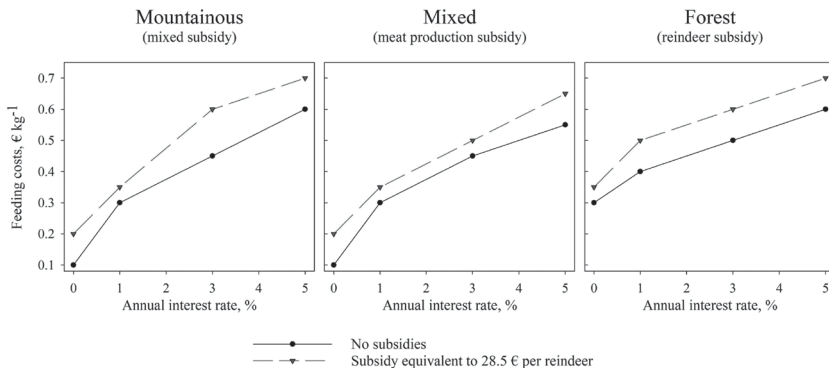 Mountainous
(mixed subsidy)
Mixed
(meat production subsidy)
Forest
(reindeer subsidy)
Feeding costs, € kg-1
0.7
0.6
0.5
0.4
0.3
0.2
0.1
0 1 2 3 4 5
0 1 2 3 4 5
0 1 2 3 4 5
Annual interest rate, %
Annual interest rate, %
Annual interest rate, %
No subsidies
Subsidy equivalent to 28.5 € per reindeer